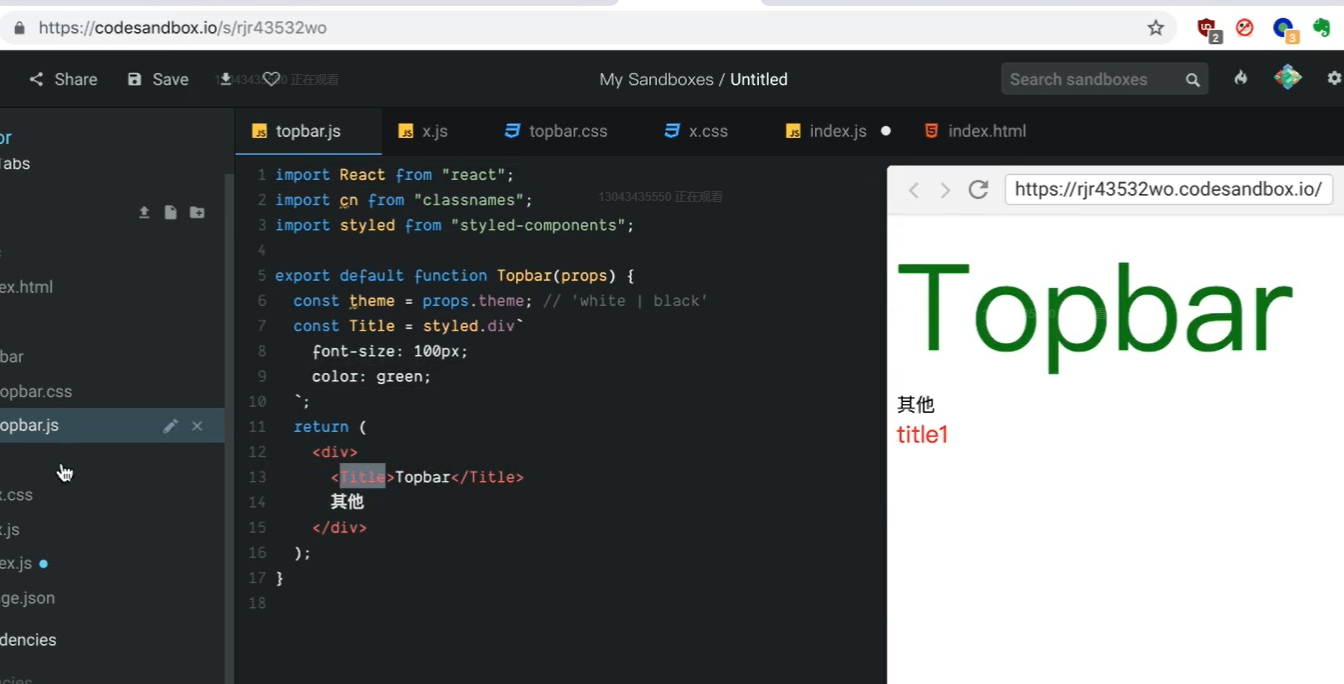 https://codesandbox.io/s/rjr43532wo
2
3
Share
Save
正在观看
My Sandboxes / Untitled
Search sandboxes
or
Tabs
ex.html
bar
opbar.css
opbar.js
x.css
x.js
ex.js
ge.json
dencies
topbar.js
x.js
topbar.css
x.css
index.js
index.html
1 import React from "react";
2 import cn from "classnames";
13043435550 正在观看
3 import styled from "styled-components";
4
5 export default function Topbar(props) {
6 const theme = props.theme; // 'white | black'
7 const Title = styled.div`
8 font-size: 100px;
9 color: green;
10 `;
11 return (
12 <div>
13 <Title>Topbar</Title>
14 其他
15 </div>
16 );
17 }
18
https://rjr43532wo.codesandbox.io/
Topbar
其他
title1